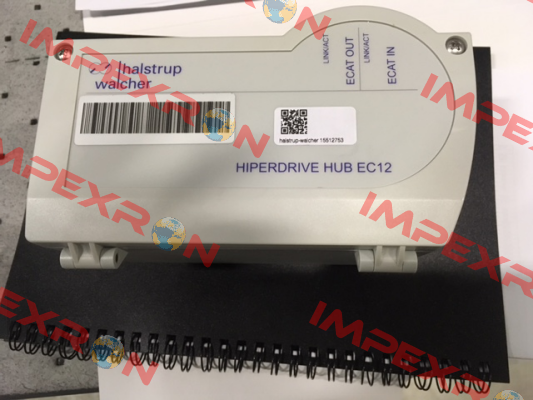 halstrup
walcher
LINK/ACT
ECAT OUT
LINK/ACT
ECAT IN
halstrup-walcher 15512753
HIPERDRIVE HUB EC12
IMPEXRON
IMPEXRON
IMPEXRON
IMPEXRON
IMPEXRON